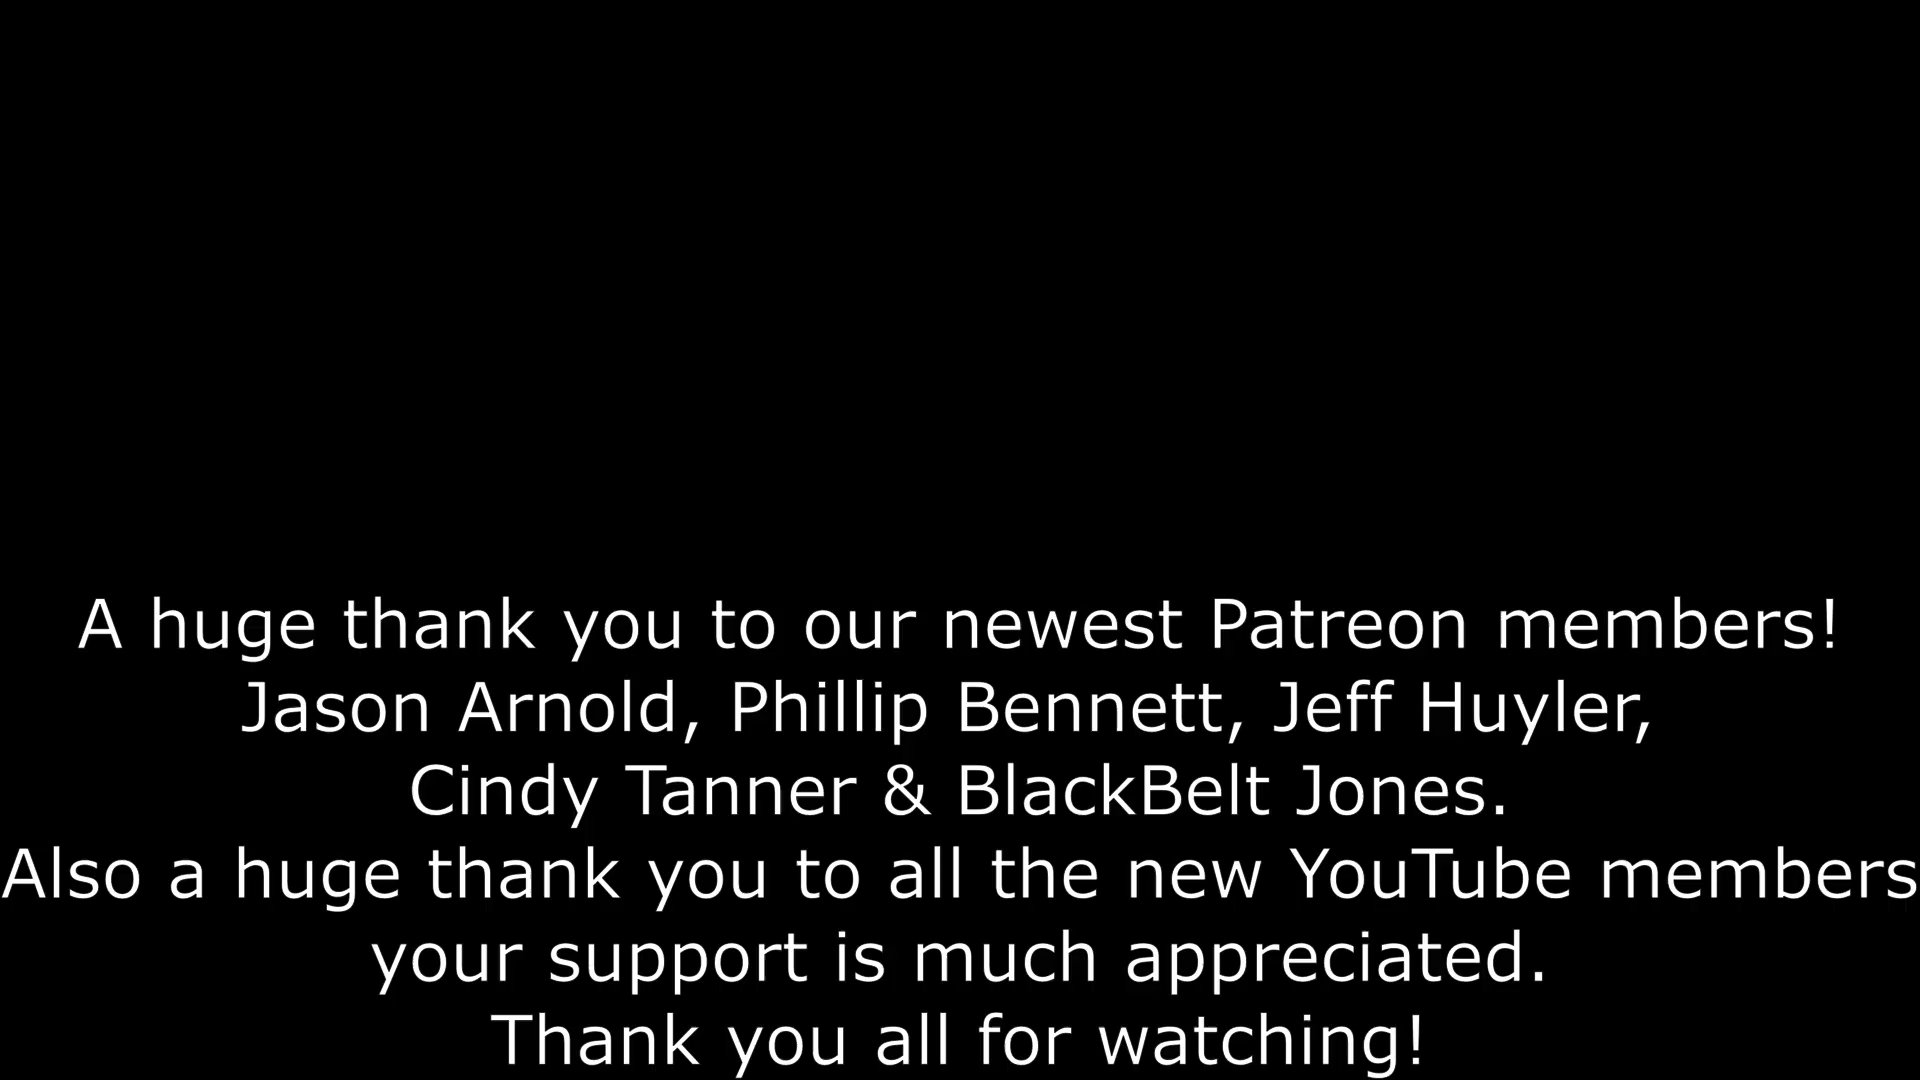 A huge thank you to our newest Patreon members!
Jason Arnold, Phillip Bennett, Jeff Huyler,
Cindy Tanner & BlackBelt Jones.
Also a huge thank you to all the new YouTube members
your support is much appreciated.
Thank you all for watching!